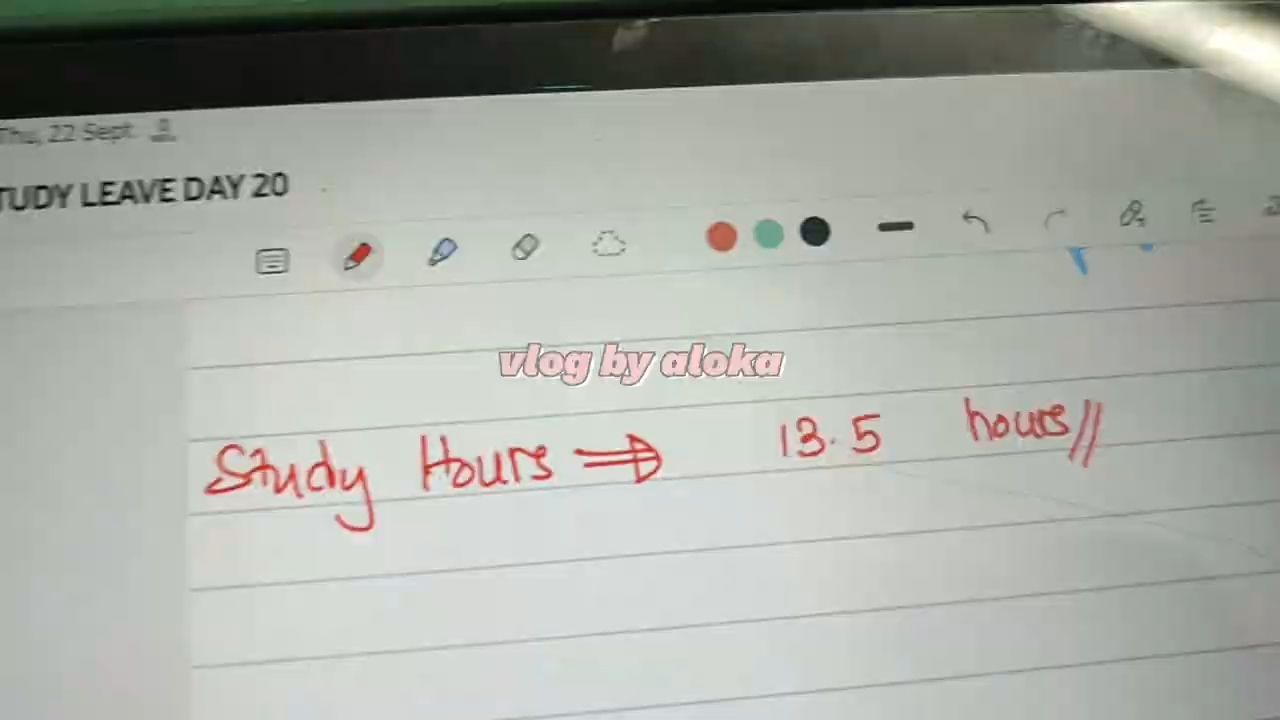 Thu, 22 Sept
TUDY LEAVE DAY 20
vlog by aloka
Study Hours ⇒ 13.5 hours//